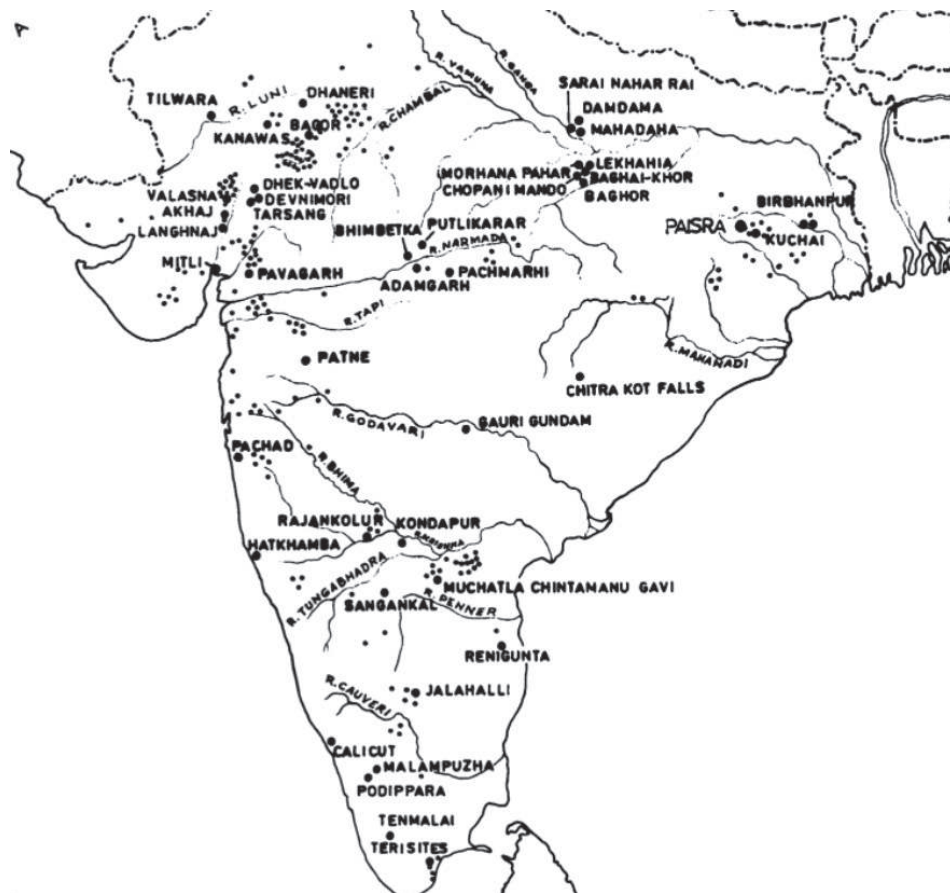 R. YAMUNA
R. GANGA
SARAI NAHAR RAI
DAMDAMA
MAHADAHA
TILWARA
R. LUNI
DHANERI
BAGOR
KANAWAS
R. CHAMBAL
LEKHAHIA
MORHANA PAHAR
BAGHAI-KHOR
CHOPANI MANDO
BAGHOR
VALASNA
DHEK-VADLO
DEVNIMORI
AKHAJ
TARSANG
LANGHNAJ
BHIMBETKA
PUTLIKARAR
R. NARMADA
BIRBHANPUR
PAISRA
KUCHAI
MITLI
PAVAGARH
ADAMGARH
PACHMARHI
R. TAPI
PATNE
R. MAHANADI
CHITRA KOT FALLS
R. GODAVARI
GAURI GUNDAM
PACHAD
R. BHIMA
RAJANKOLUR
KONDAPUR
R. KRISHNA
HATKHAMBA
R. TUNGABHADRA
MUCHATLA CHINTAMANU GAVI
SANGANKAL
R. PENNER
RENIGUNTA
R. CAUVERI
JALAHALLI
CALICUT
MALAMPUZHA
PODIPPARA
TENMALAI
TERISITES